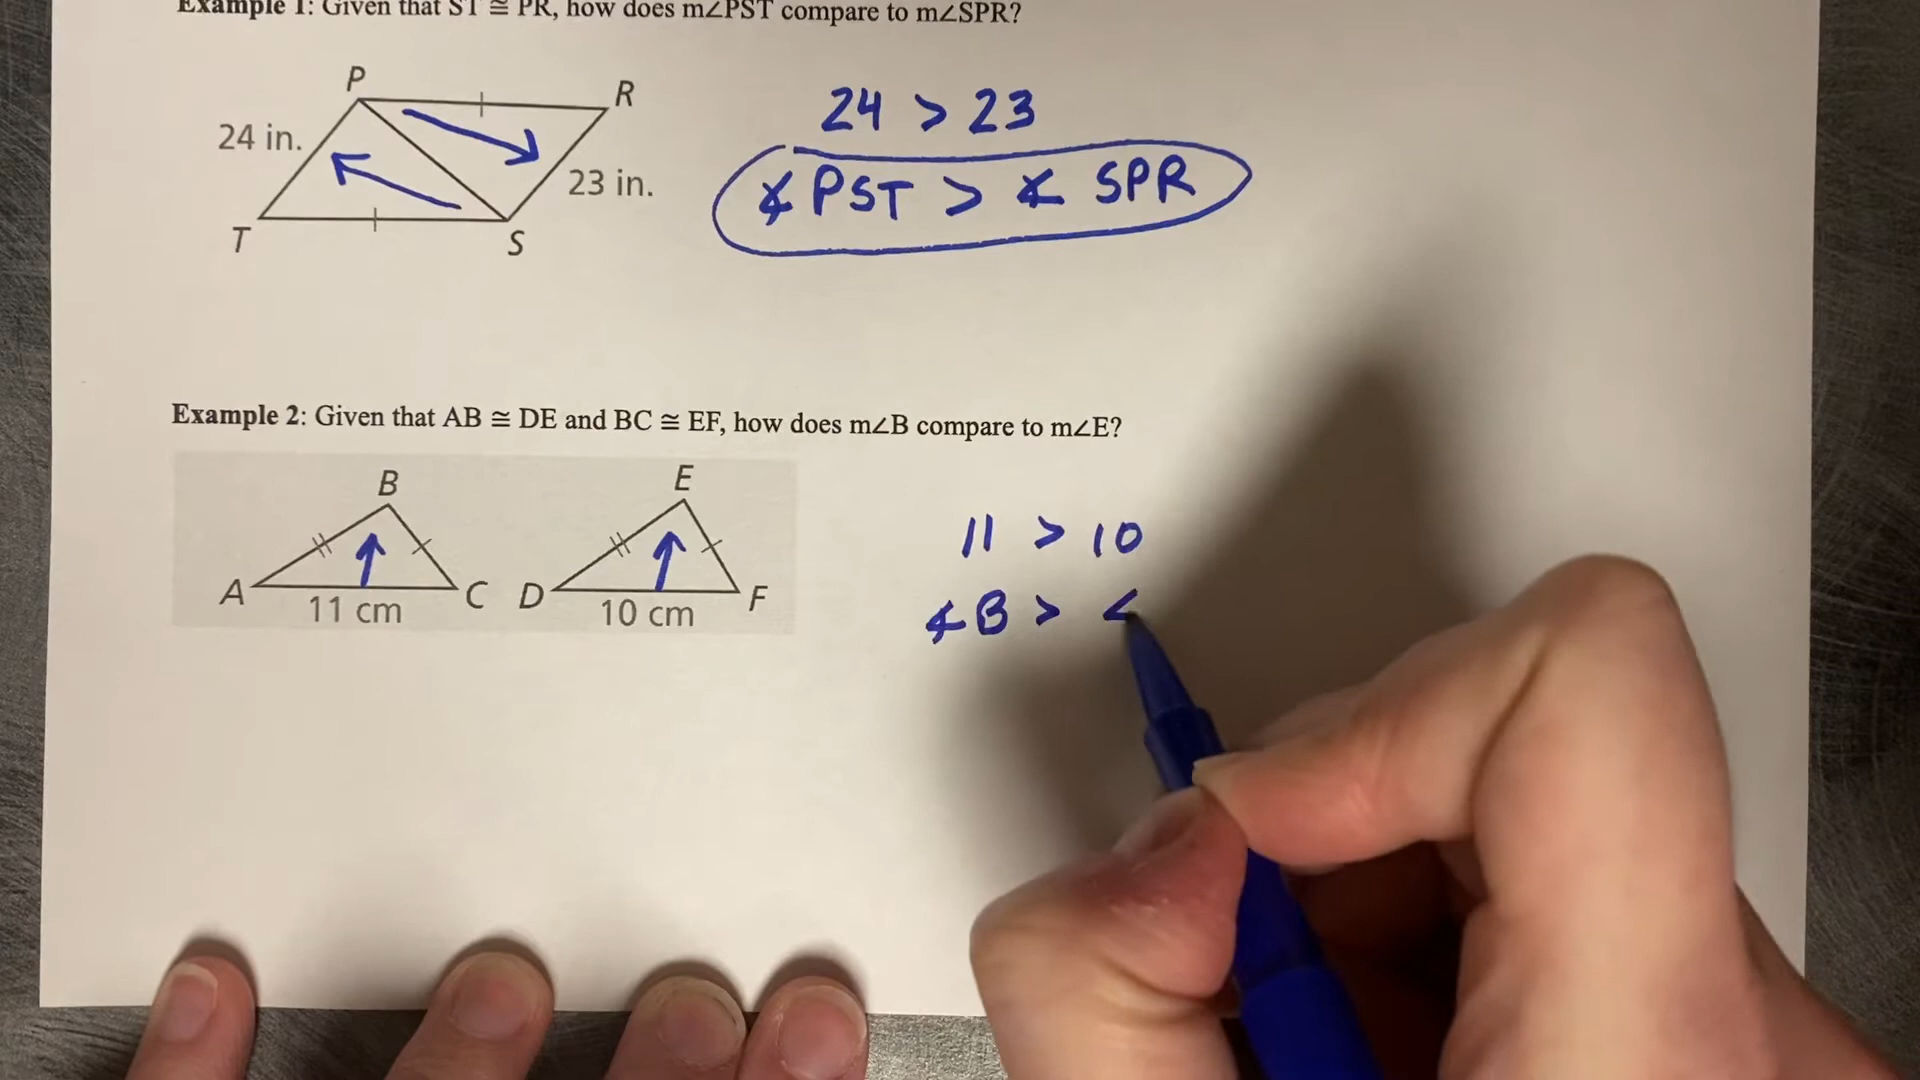 Example 1: Given that ST ≅ PR, how does m∠PST compare to m∠SPR?
P
R
24 in.
23 in.
T
S
24 > 23
∡PST > ∡ SPR
Example 2: Given that AB ≅ DE and BC ≅ EF, how does m∠B compare to m∠E?
B
E
A
C
D
F
11 cm
10 cm
11 > 10
∡B > <